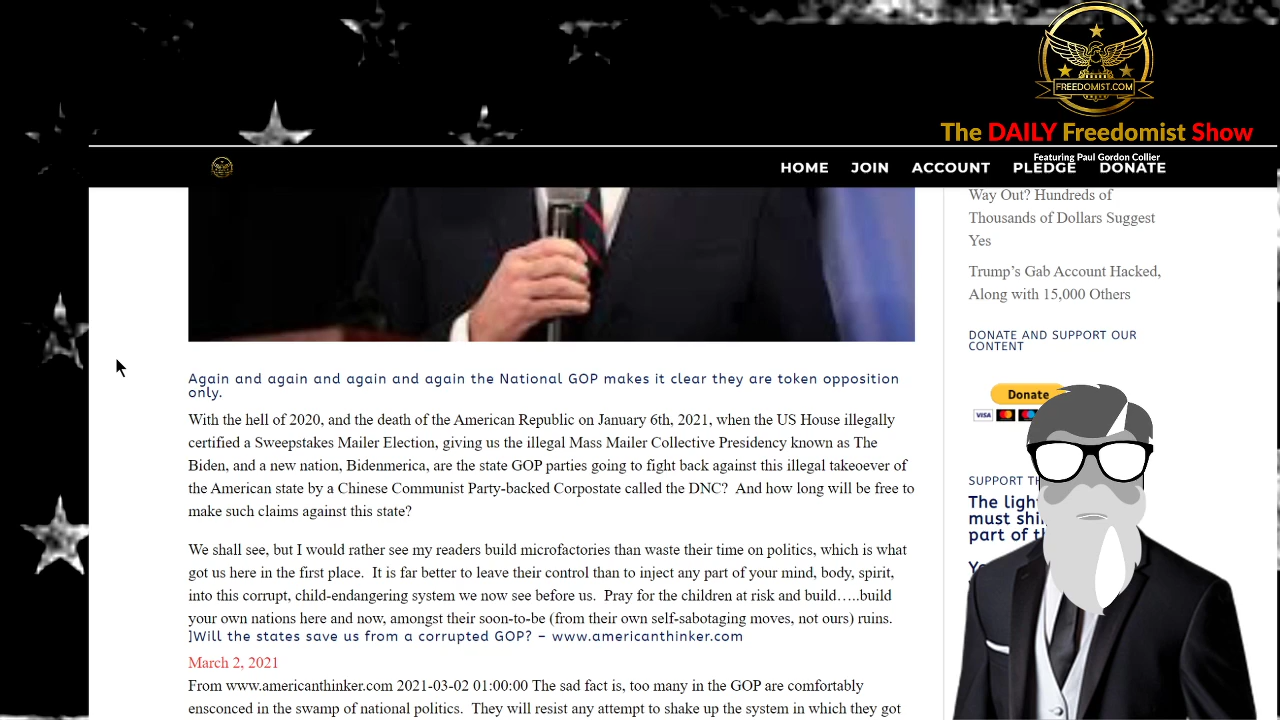 FREEDOMIST.COM
The DAILY Freedomist Show
Featuring Paul Gordon Collier
HOME JOIN ACCOUNT PLEDGE DONATE
Again and again and again and again the National GOP makes it clear they are token opposition
only.
With the hell of 2020, and the death of the American Republic on January 6th, 2021, when the US House illegally
certified a Sweepstakes Mailer Election, giving us the illegal Mass Mailer Collective Presidency known as The
Biden, and a new nation, Bidenmerica, are the state GOP parties going to fight back against this illegal takeoever of
the American state by a Chinese Communist Party-backed Corpostate called the DNC? And how long will be free to
make such claims against this state?
We shall see, but I would rather see my readers build microfactories than waste their time on politics, which is what
got us here in the first place. It is far better to leave their control than to inject any part of your mind, body, spirit,
into this corrupt, child-endangering system we now see before us. Pray for the children at risk and build…..build
your own nations here and now, amongst their soon-to-be (from their own self-sabotaging moves, not ours) ruins.
]Will the states save us from a corrupted GOP? – www.americanthinker.com
March 2, 2021
From www.americanthinker.com 2021-03-02 01:00:00 The sad fact is, too many in the GOP are comfortably
ensconced in the swamp of national politics. They will resist any attempt to shake up the system in which they got
Way Out? Hundreds of
Thousands of Dollars Suggest
Yes
Trump's Gab Account Hacked,
Along with 15,000 Others
DONATE AND SUPPORT OUR
CONTENT
Donate
VISA
SUPPORT
The
must
part of